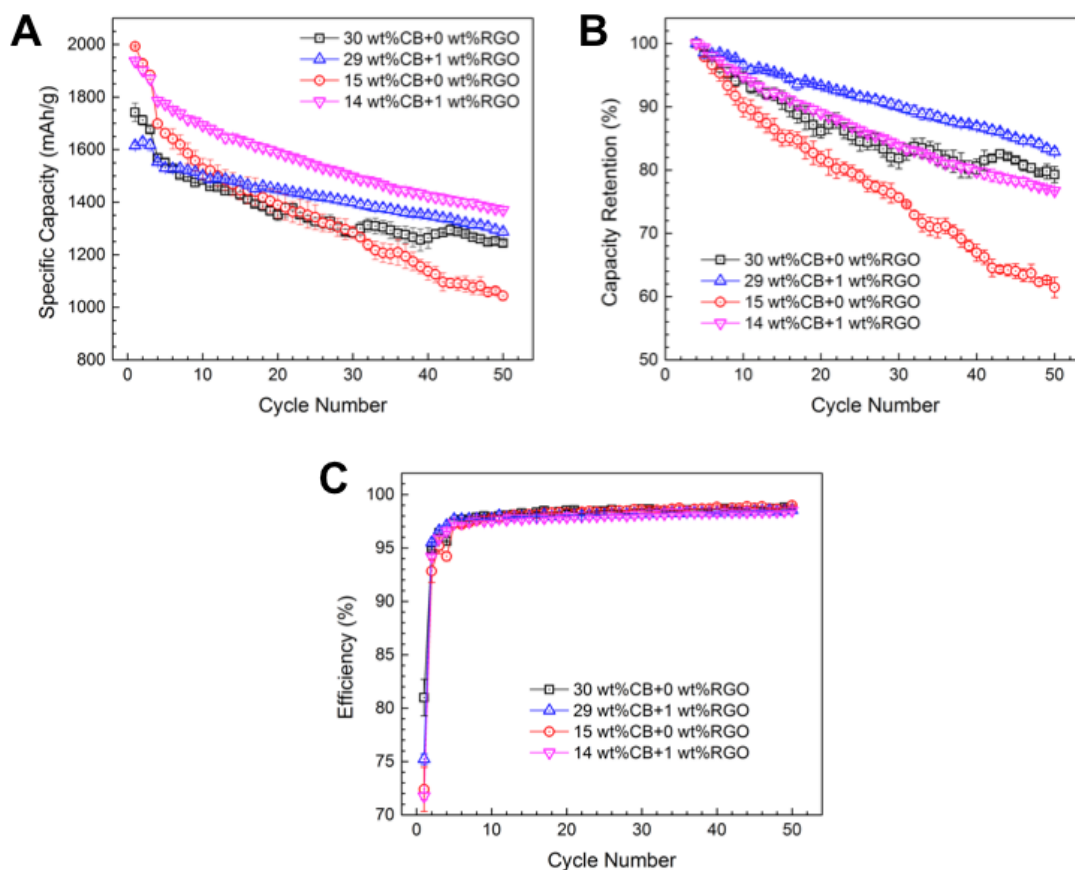 A
2000
1800
1600
1400
1200
1000
800
Specific Capacity (mAh/g)
30 wt%CB+0 wt%RGO
29 wt%CB+1 wt%RGO
15 wt%CB+0 wt%RGO
14 wt%CB+1 wt%RGO
0 10 20 30 40 50
Cycle Number
B
100
90
80
70
60
50
Capacity Retention (%)
30 wt%CB+0 wt%RGO
29 wt%CB+1 wt%RGO
15 wt%CB+0 wt%RGO
14 wt%CB+1 wt%RGO
10 20 30 40 50
Cycle Number
C
100
95
90
85
80
75
70
Efficiency (%)
30 wt%CB+0 wt%RGO
29 wt%CB+1 wt%RGO
15 wt%CB+0 wt%RGO
14 wt%CB+1 wt%RGO
0 10 20 30 40 50
Cycle Number